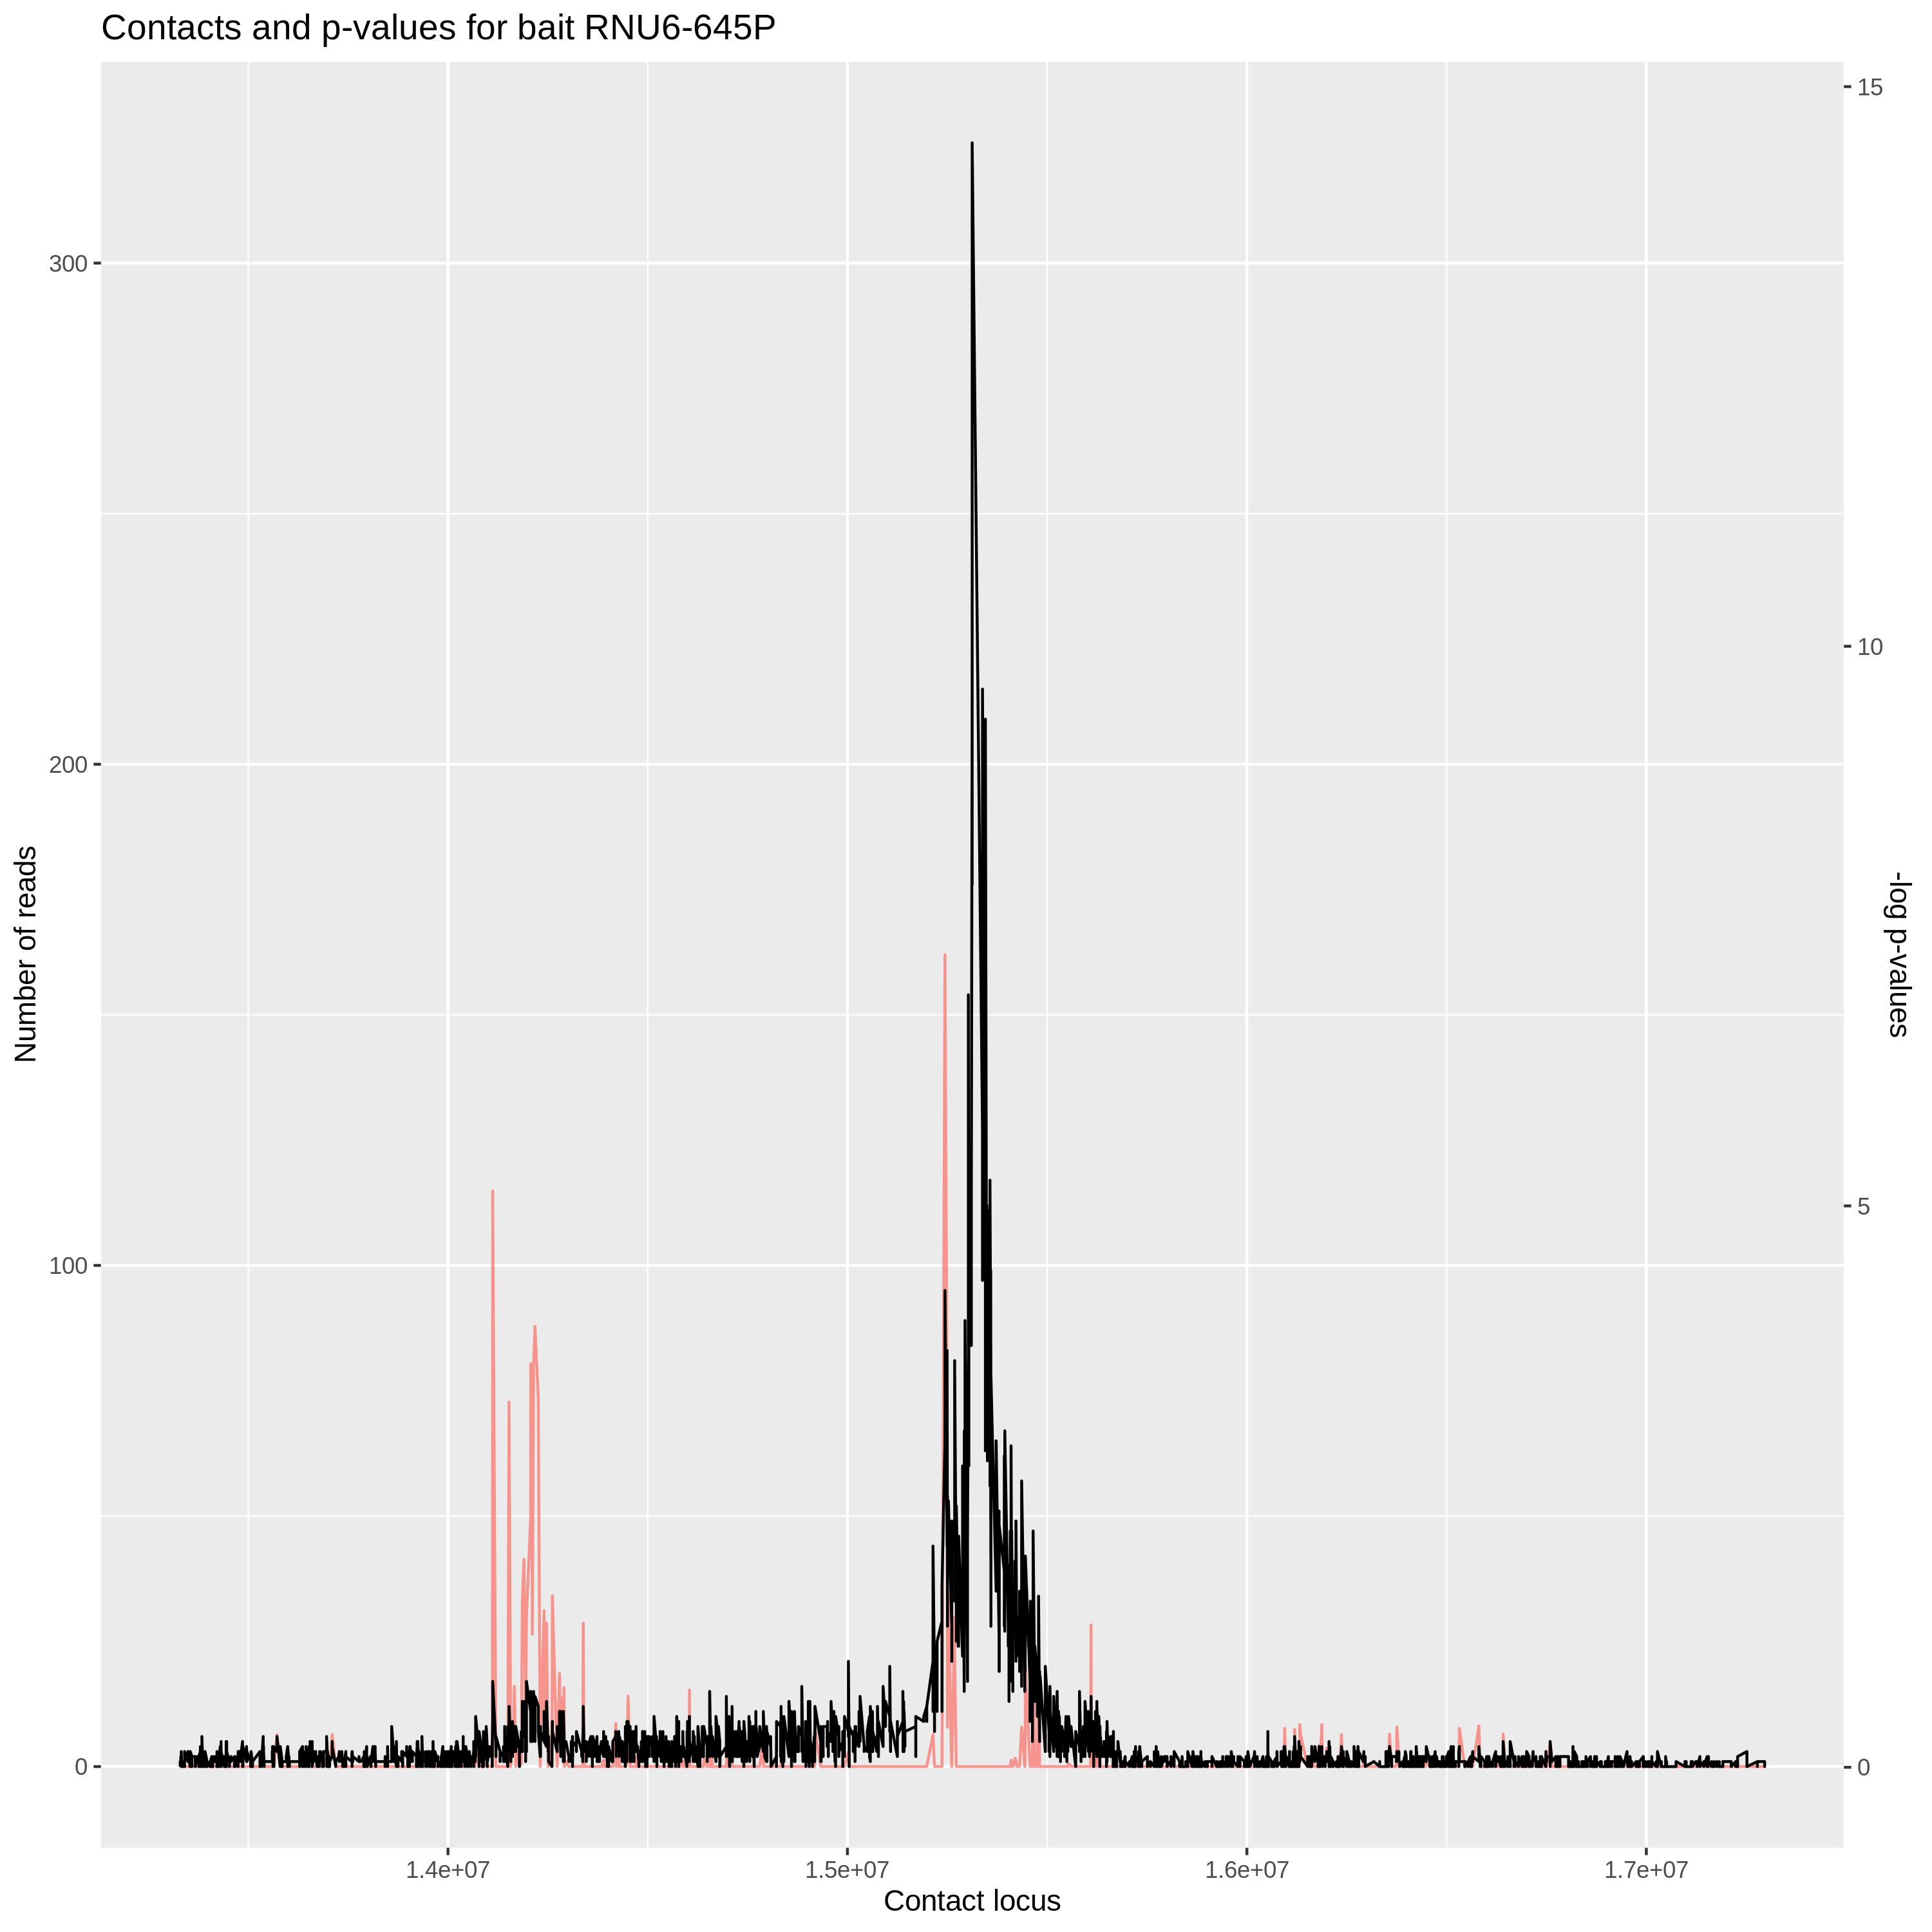 Contacts and p-values for bait RNU6-645P
15
300
10
200
Number of reads
-log p-values
5
100
0
0
1.4e+07
1.5e+07
1.6e+07
1.7e+07
Contact locus